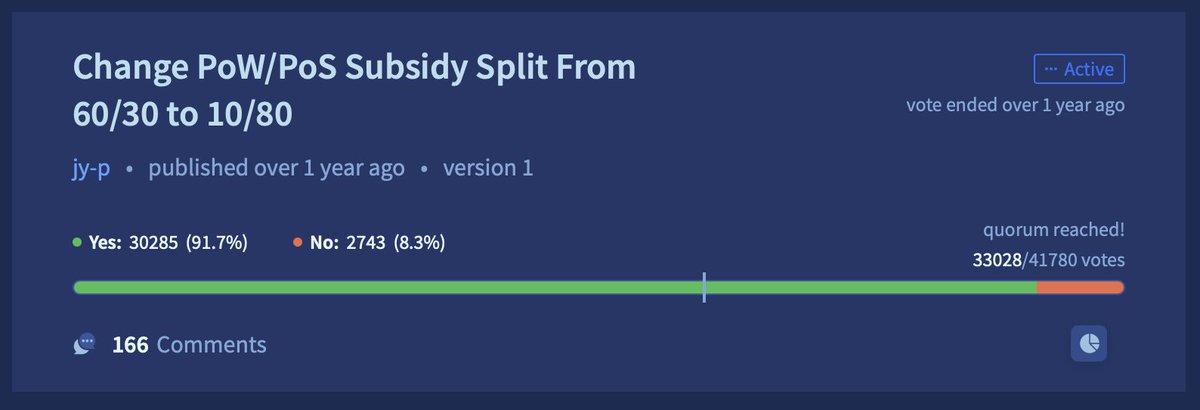 Change PoW/PoS Subsidy Split From
60/30 to 10/80
Active
vote ended over 1 year ago
jy-p • published over 1 year ago • version 1
Yes: 30285 (91.7%) No: 2743 (8.3%)
quorum reached!
33028/41780 votes
166 Comments